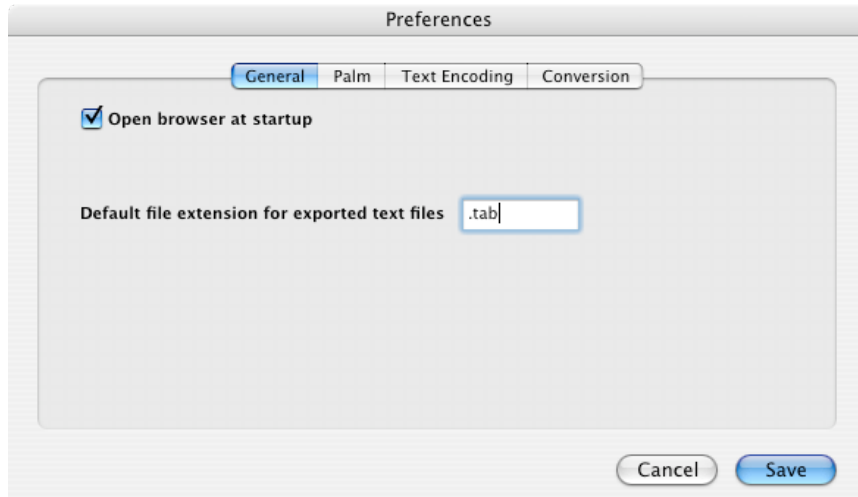 Preferences
General Palm Text Encoding Conversion
Open browser at startup
Default file extension for exported text files .tab
Cancel Save